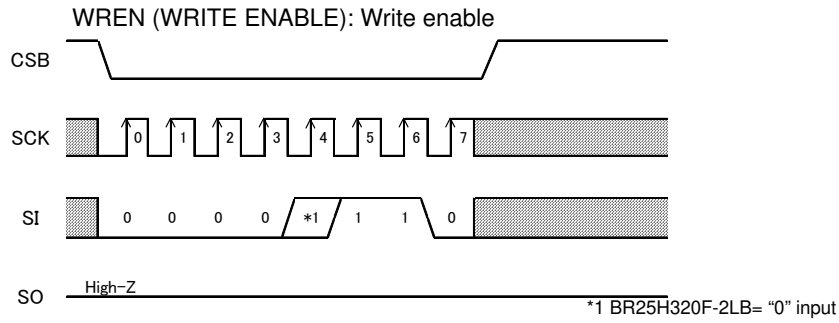 WREN (WRITE ENABLE): Write enable
CSB
SCK 0 1 2 3 4 5 6 7
SI 0 0 0 0 *1 1 1 0
SO High-Z
*1 BR25H320F-2LB= “0” input